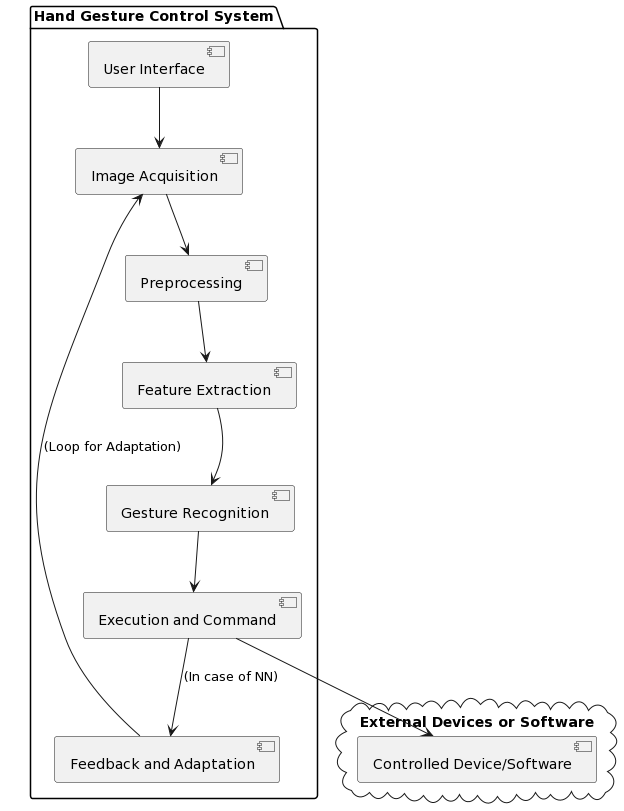 Hand Gesture Control System
User Interface
Image Acquisition
Preprocessing
Feature Extraction
(Loop for Adaptation)
Gesture Recognition
Execution and Command
(In case of NN)
External Devices or Software
Feedback and Adaptation
Controlled Device/Software